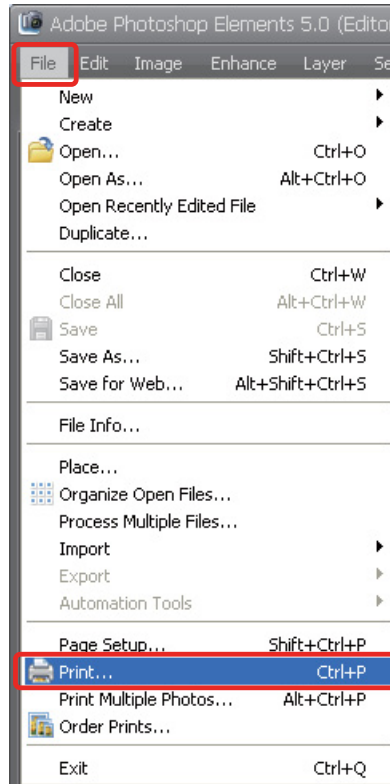 Adobe Photoshop Elements 5.0 (Edito
File Edit Image Enhance Layer Se
New
Create
Open... Ctrl+O
Open As... Alt+Ctrl+O
Open Recently Edited File
Duplicate...
Close Ctrl+W
Close All Alt+Ctrl+W
Save Ctrl+S
Save As... Shift+Ctrl+S
Save for Web... Alt+Shift+Ctrl+S
File Info...
Place...
Organize Open Files...
Process Multiple Files...
Import
Export
Automation Tools
Page Setup... Shift+Ctrl+P
Print... Ctrl+P
Print Multiple Photos... Alt+Ctrl+P
Order Prints...
Exit Ctrl+Q